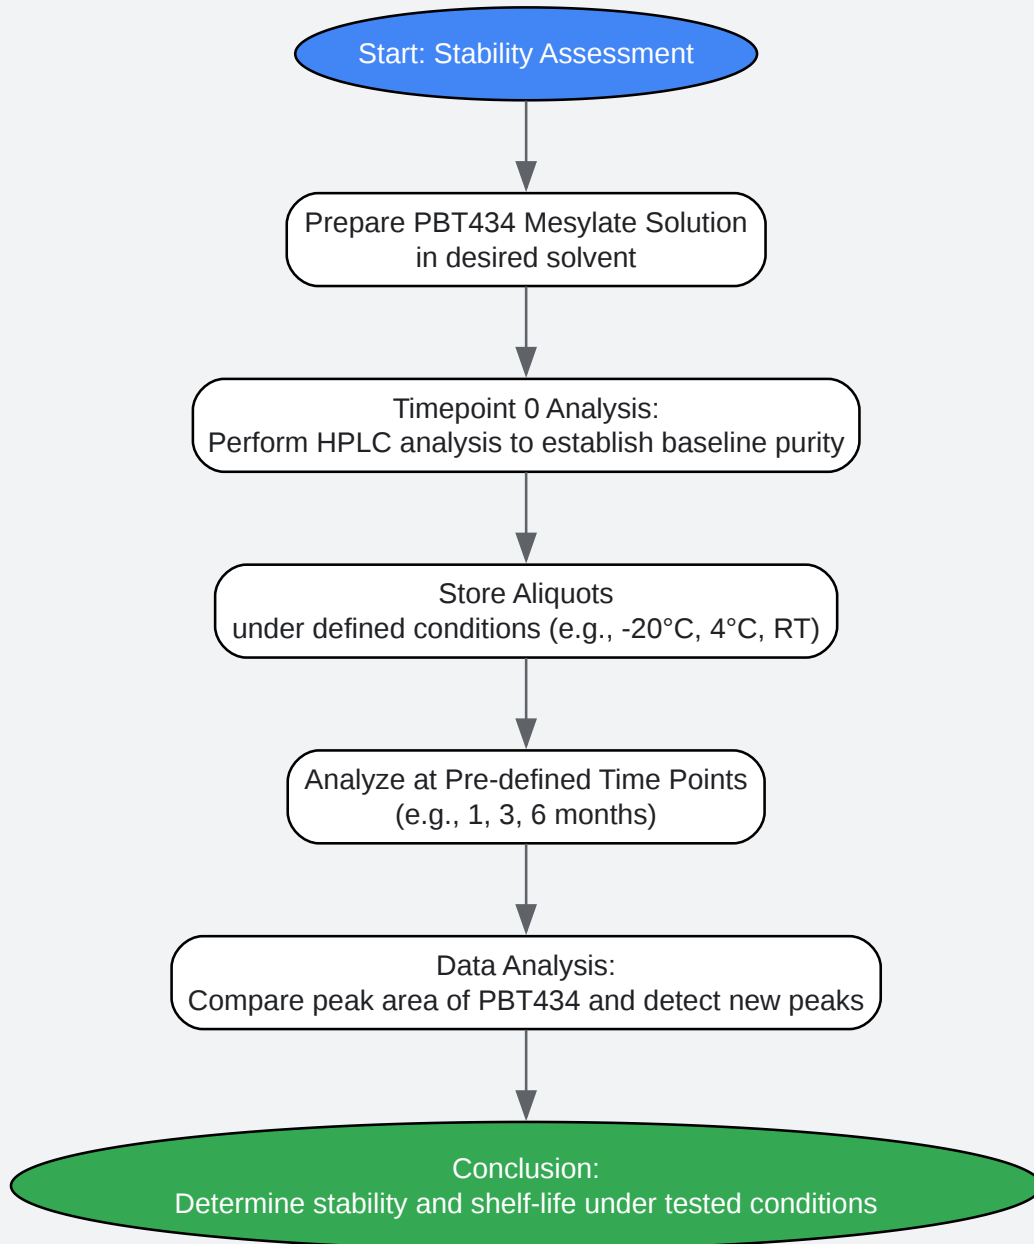 Start: Stability Assessment
Prepare PBT434 Mesylate Solution
in desired solvent
Timepoint 0 Analysis:
Perform HPLC analysis to establish baseline purity
Store Aliquots
under defined conditions (e.g., -20°C, 4°C, RT)
Analyze at Pre-defined Time Points
(e.g., 1, 3, 6 months)
Data Analysis:
Compare peak area of PBT434 and detect new peaks
Conclusion:
Determine stability and shelf-life under tested conditions